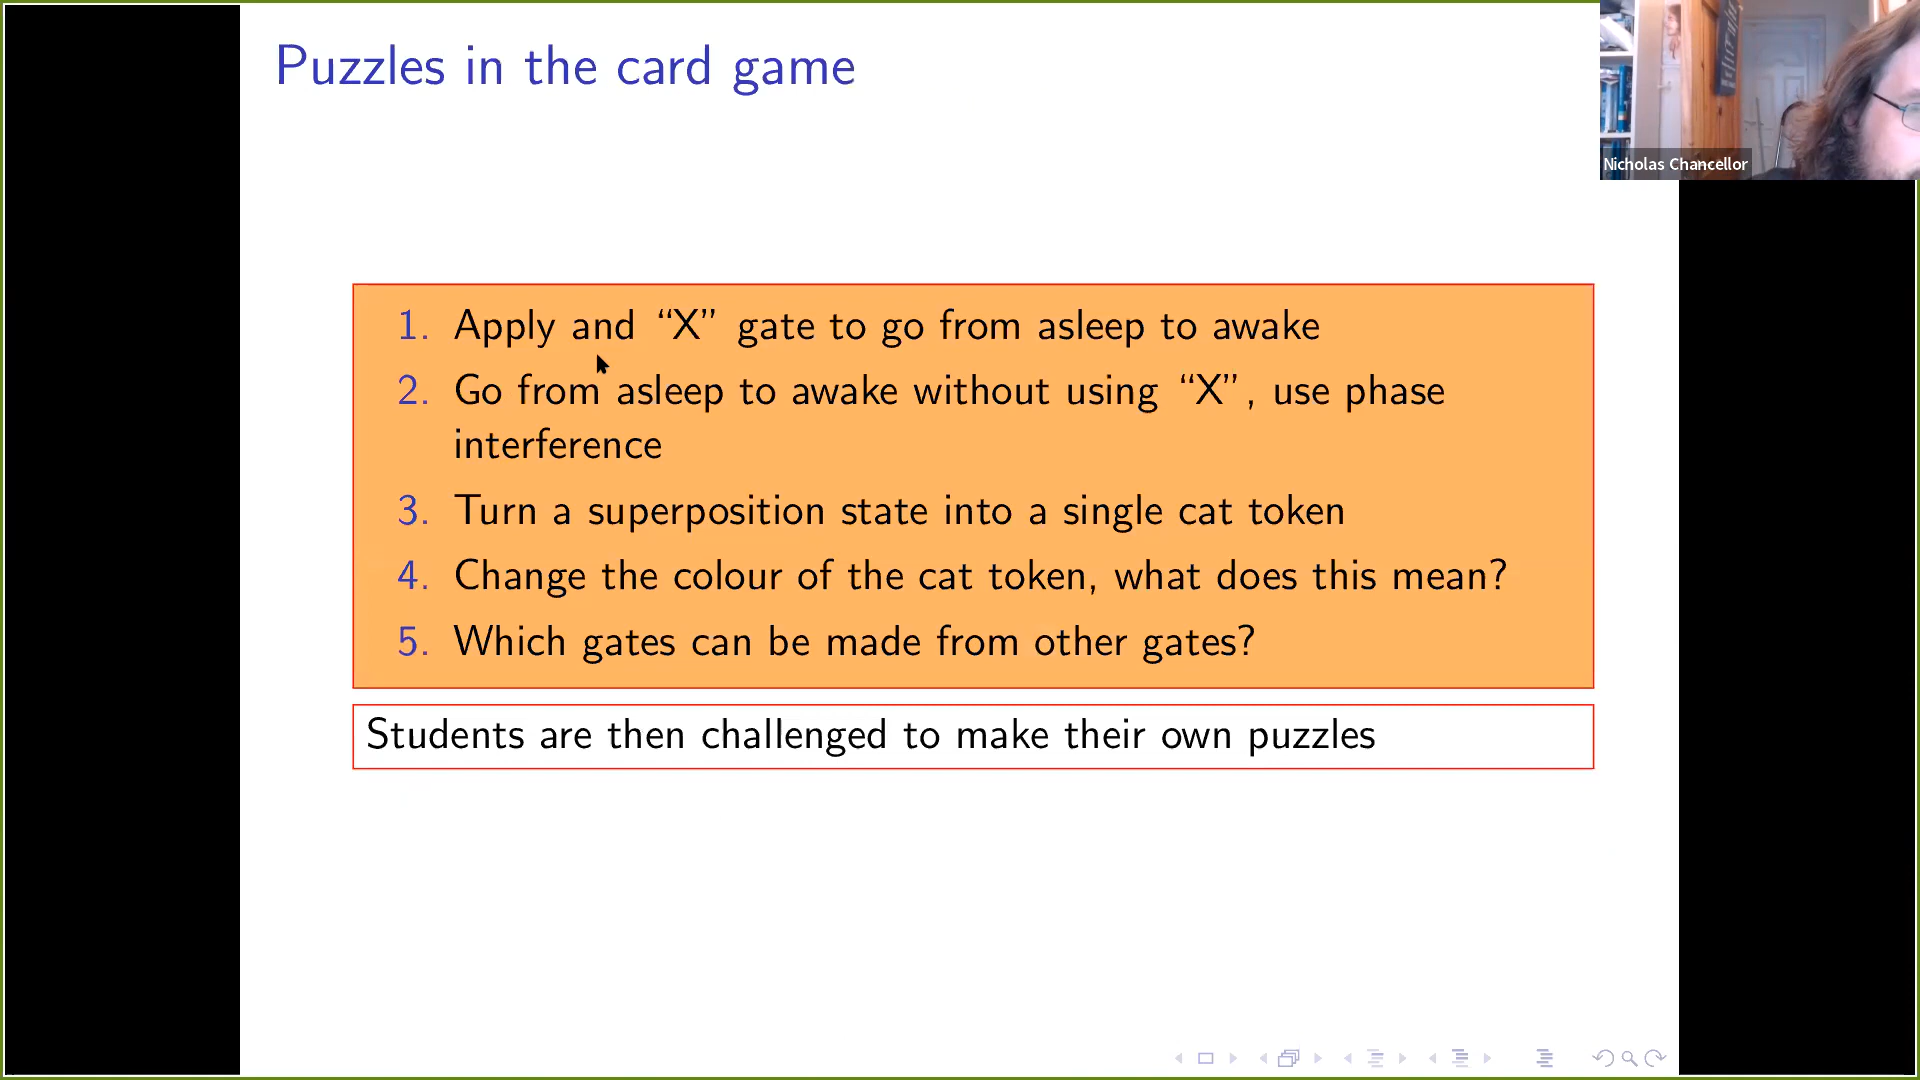 Puzzles in the card game
Nicholas Chancellor
1. Apply and “X” gate to go from asleep to awake
2. Go from asleep to awake without using “X”, use phase
interference
3. Turn a superposition state into a single cat token
4. Change the colour of the cat token, what does this mean?
5. Which gates can be made from other gates?
Students are then challenged to make their own puzzles